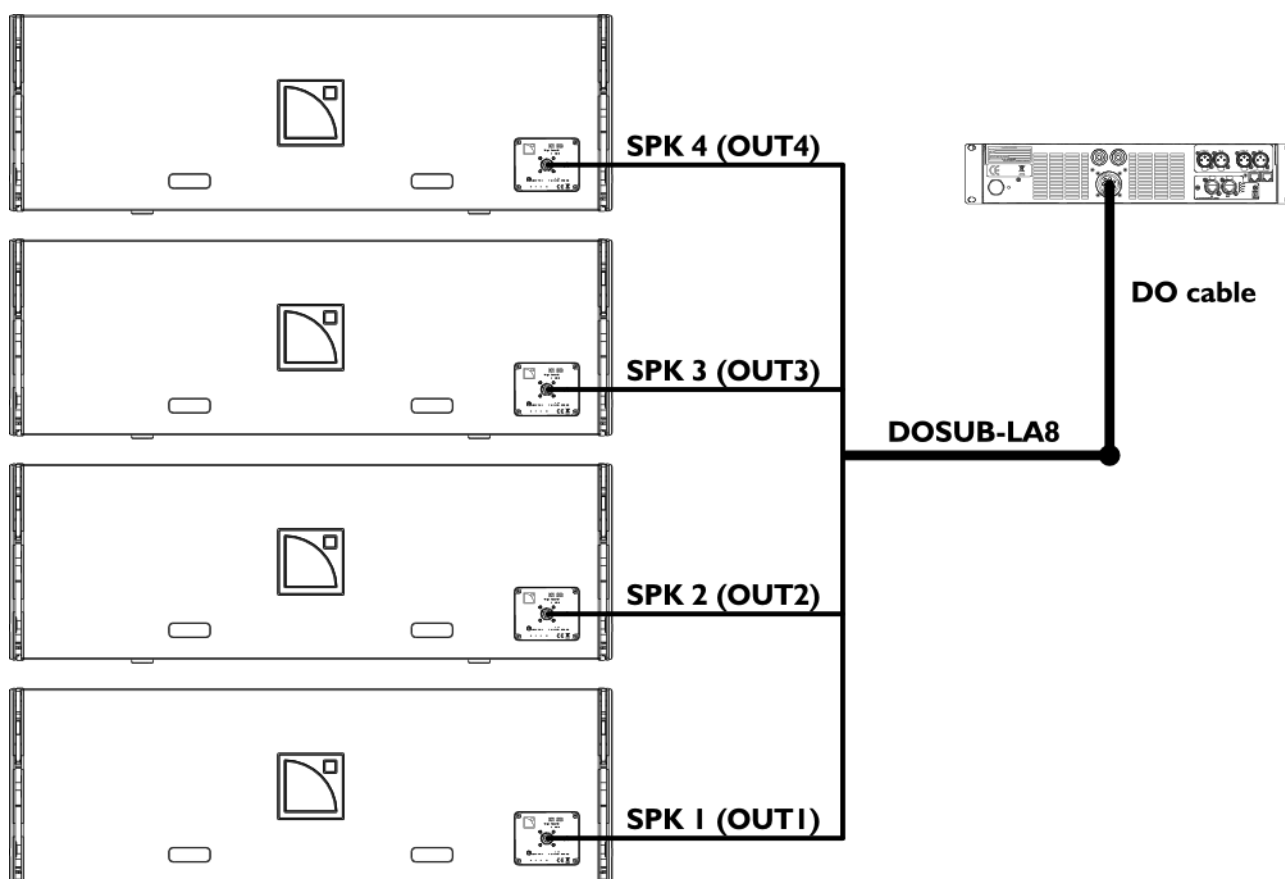 SPK 4 (OUT4)
DO cable
SPK 3 (OUT3)
DOSUB-LA8
SPK 2 (OUT2)
SPK 1 (OUT1)